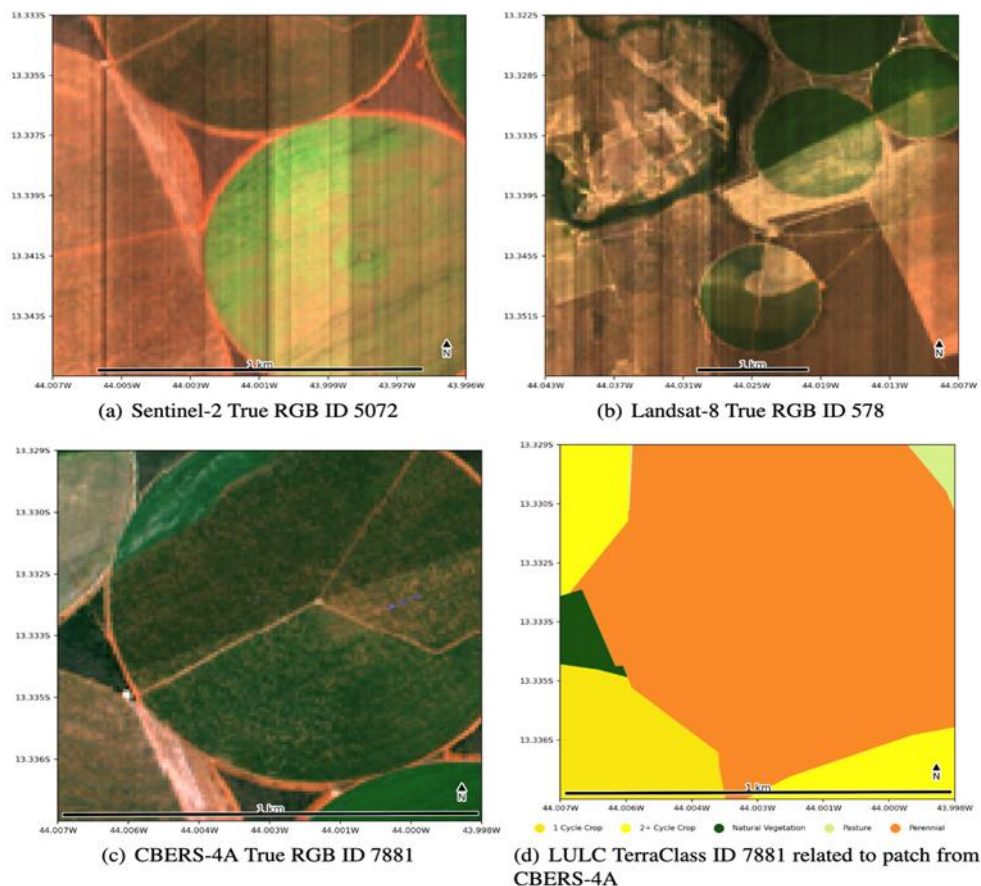 13.333S
13.335S
13.337S
13.339S
13.341S
13.343S
1 km
N
44.007W 44.005W 44.003W 44.001W 43.999W 43.997W 43.996W
(a) Sentinel-2 True RGB ID 5072
13.322S
13.328S
13.333S
13.339S
13.345S
13.351S
1 km
N
44.043W 44.037W 44.031W 44.025W 44.019W 44.013W 44.007W
(b) Landsat-8 True RGB ID 578
13.329S
13.330S
13.332S
13.333S
13.335S
13.336S
1 km
N
44.007W 44.006W 44.004W 44.003W 44.001W 44.000W 43.998W
(c) CBERS-4A True RGB ID 7881
13.329S
13.330S
13.332S
13.333S
13.335S
13.336S
1 km
N
44.007W 44.006W 44.004W 44.003W 44.001W 44.000W 43.998W
1 Cycle Crop 2+ Cycle Crop Natural Vegetation Pasture Perennial
(d) LULC TerraClass ID 7881 related to patch from
CBERS-4A